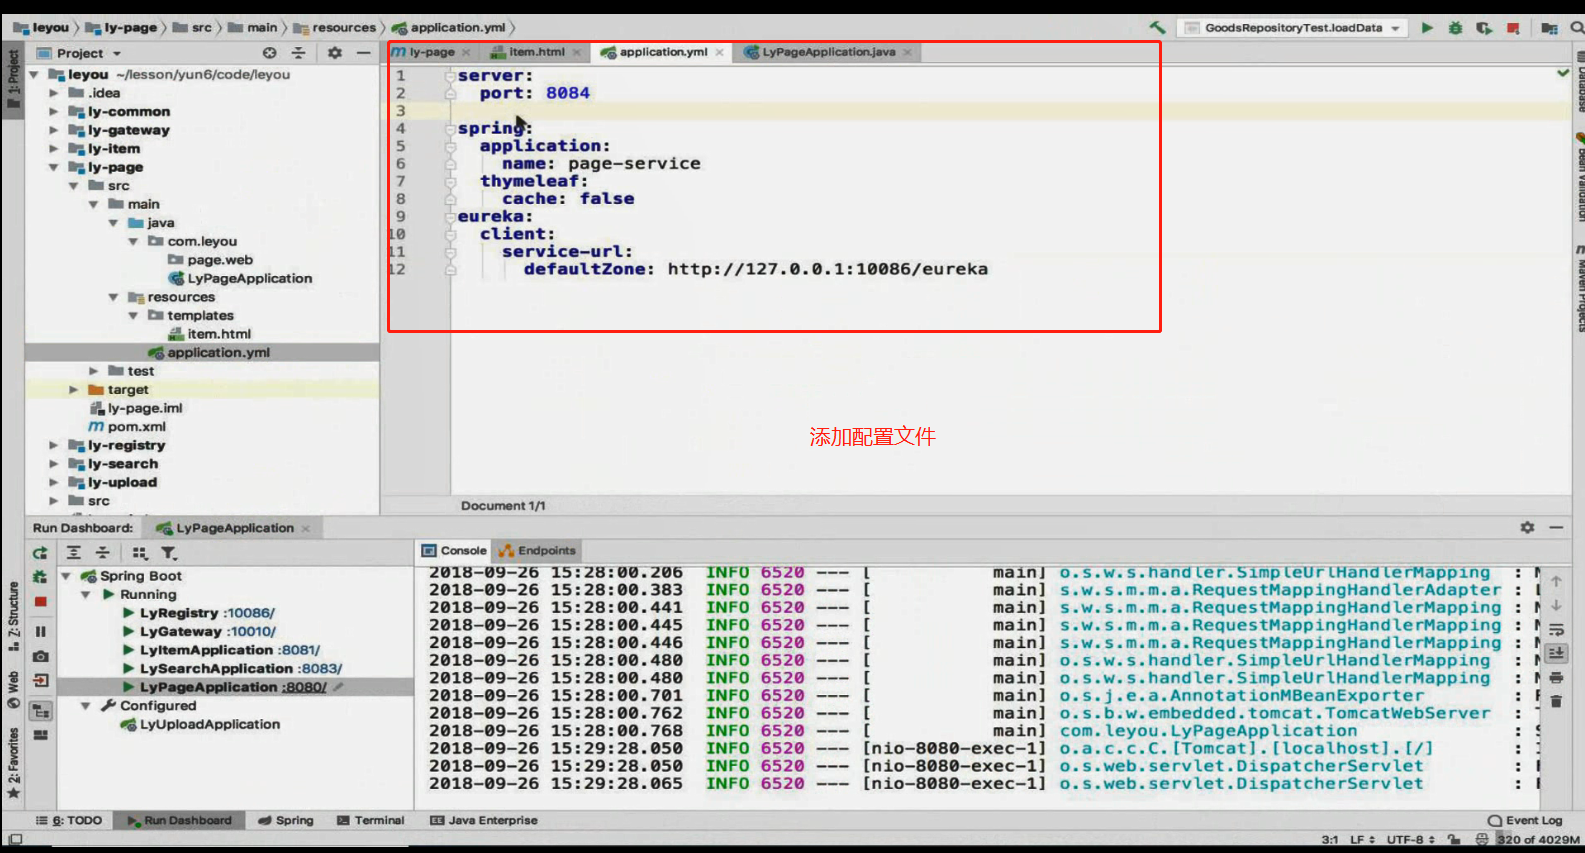 leyou ly-page src main resources application.yml
GoodsRepositoryTest.loadData
Project
ly-page item.html application.yml LyPageApplication.java
1: Project
leyou ~/lesson/yun6/code/leyou
.idea
ly-common
ly-gateway
ly-item
ly-page
src
main
java
com.leyou
page.web
LyPageApplication
resources
templates
item.html
application.yml
test
target
ly-page.iml
pom.xml
ly-registry
ly-search
ly-upload
src
1 server:
2 port: 8084
3
4 spring:
5 application:
6 name: page-service
7 thymeleaf:
8 cache: false
9 eureka:
10 client:
11 service-url:
12 defaultZone: http://127.0.0.1:10086/eureka
添加配置文件
Document 1/1
Database
Bean Validation
Maven Projects
Run Dashboard: LyPageApplication
Console Endpoints
Spring Boot
Running
LyRegistry :10086/
LyGateway :10010/
LyItemApplication :8081/
LySearchApplication :8083/
LyPageApplication :8080/
Configured
LyUploadApplication
Z: Structure
Web
2: Favorites
2018-09-26 15:28:00.206 INFO 6520 --- [ main] o.s.w.s.handler.SimpleUrlHandlerMapping :
2018-09-26 15:28:00.383 INFO 6520 --- [ main] s.w.s.m.m.a.RequestMappingHandlerAdapter :
2018-09-26 15:28:00.441 INFO 6520 --- [ main] s.w.s.m.m.a.RequestMappingHandlerMapping :
2018-09-26 15:28:00.445 INFO 6520 --- [ main] s.w.s.m.m.a.RequestMappingHandlerMapping :
2018-09-26 15:28:00.446 INFO 6520 --- [ main] s.w.s.m.m.a.RequestMappingHandlerMapping :
2018-09-26 15:28:00.480 INFO 6520 --- [ main] o.s.w.s.handler.SimpleUrlHandlerMapping :
2018-09-26 15:28:00.480 INFO 6520 --- [ main] o.s.w.s.handler.SimpleUrlHandlerMapping :
2018-09-26 15:28:00.701 INFO 6520 --- [ main] o.s.j.e.a.AnnotationMBeanExporter :
2018-09-26 15:28:00.762 INFO 6520 --- [ main] o.s.b.w.embedded.tomcat.TomcatWebServer :
2018-09-26 15:28:00.768 INFO 6520 --- [ main] com.leyou.LyPageApplication :
2018-09-26 15:29:28.050 INFO 6520 --- [nio-8080-exec-1] o.a.c.c.C.[Tomcat].[localhost].[/] :
2018-09-26 15:29:28.050 INFO 6520 --- [nio-8080-exec-1] o.s.web.servlet.DispatcherServlet :
2018-09-26 15:29:28.065 INFO 6520 --- [nio-8080-exec-1] o.s.web.servlet.DispatcherServlet :
6: TODO Run Dashboard Spring Terminal Java Enterprise Event Log
3:1 LF UTF-8 320 of 4029M